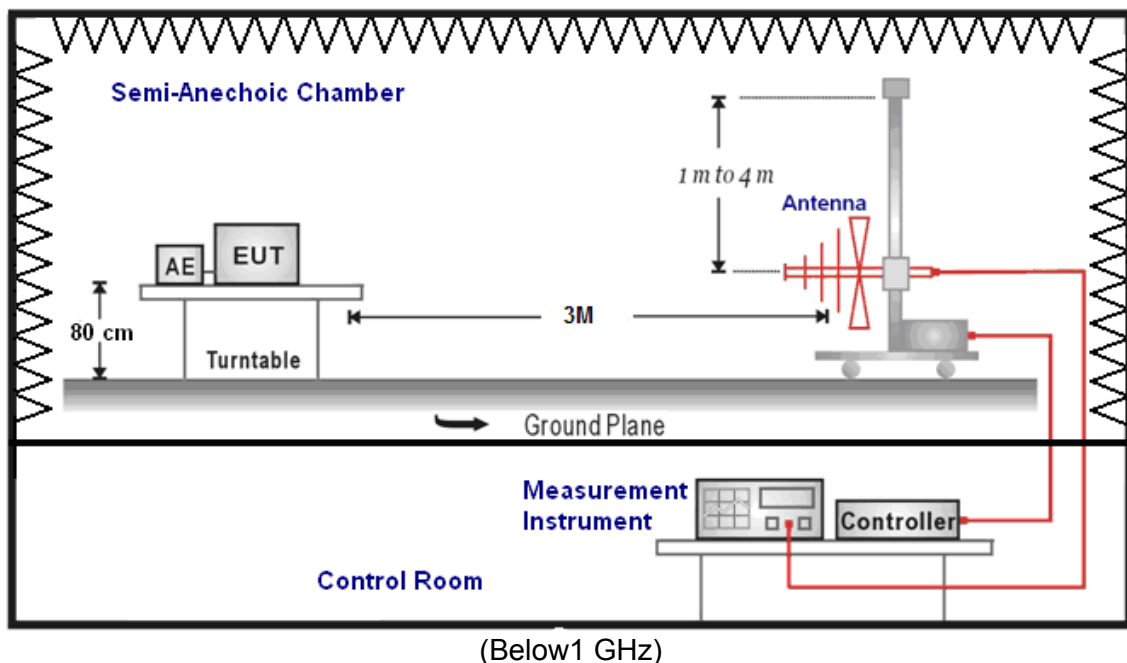 Semi-Anechoic Chamber
1 m to 4 m
Antenna
AE
EUT
80 cm
3M
Turntable
Ground Plane
Measurement
Instrument
Controller
Control Room
(Below1 GHz)